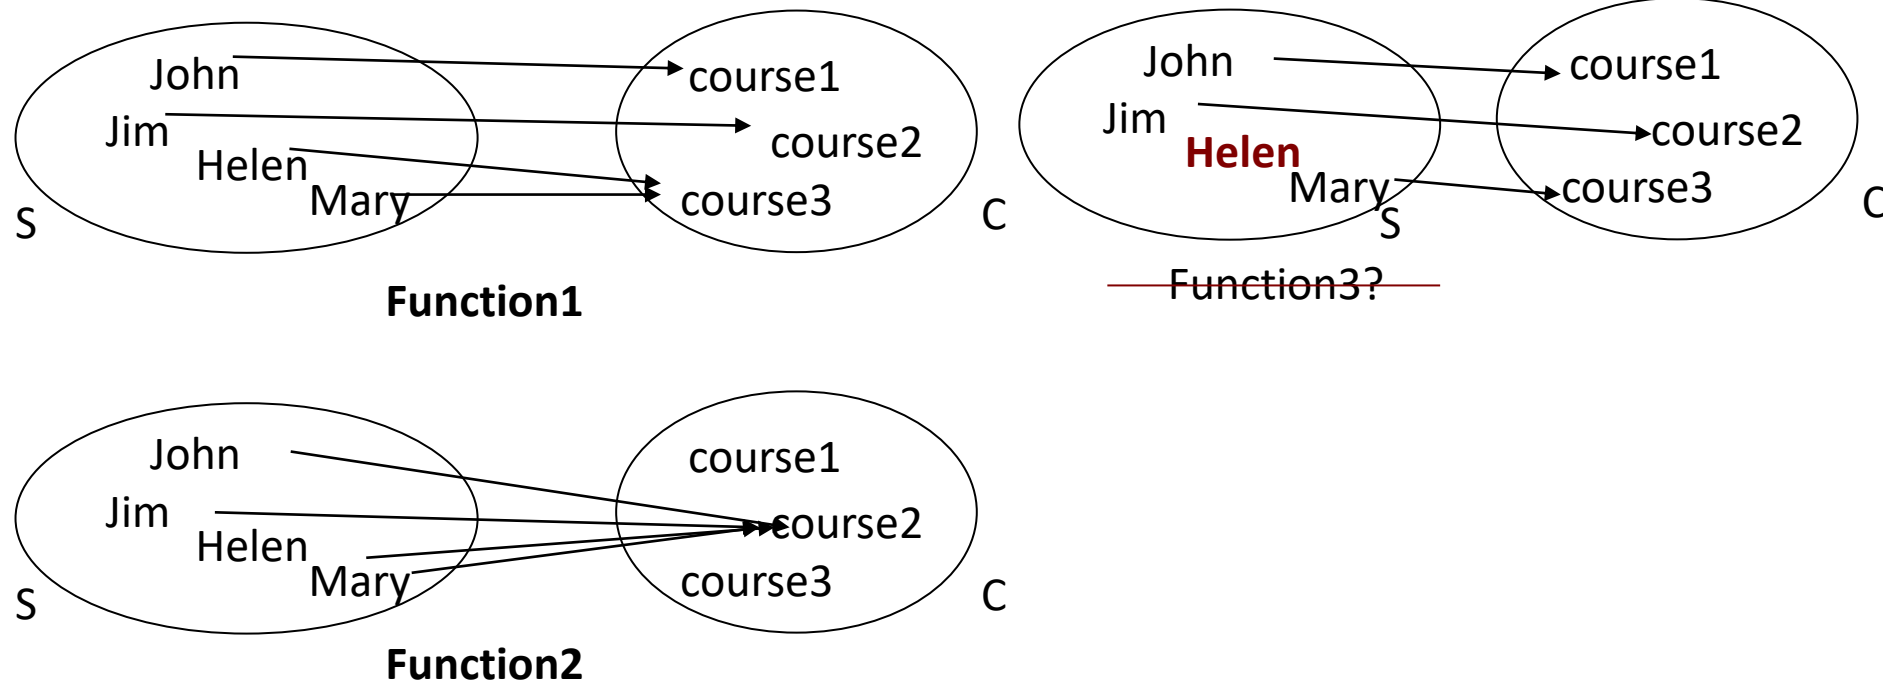 John
course1
Jim
course2
Helen
Mary
course3
S
C
Function1
John
course1
Jim
course2
Helen
Mary
course3
S
C
Function3?
John
course1
Jim
course2
Helen
Mary
course3
S
C
Function2